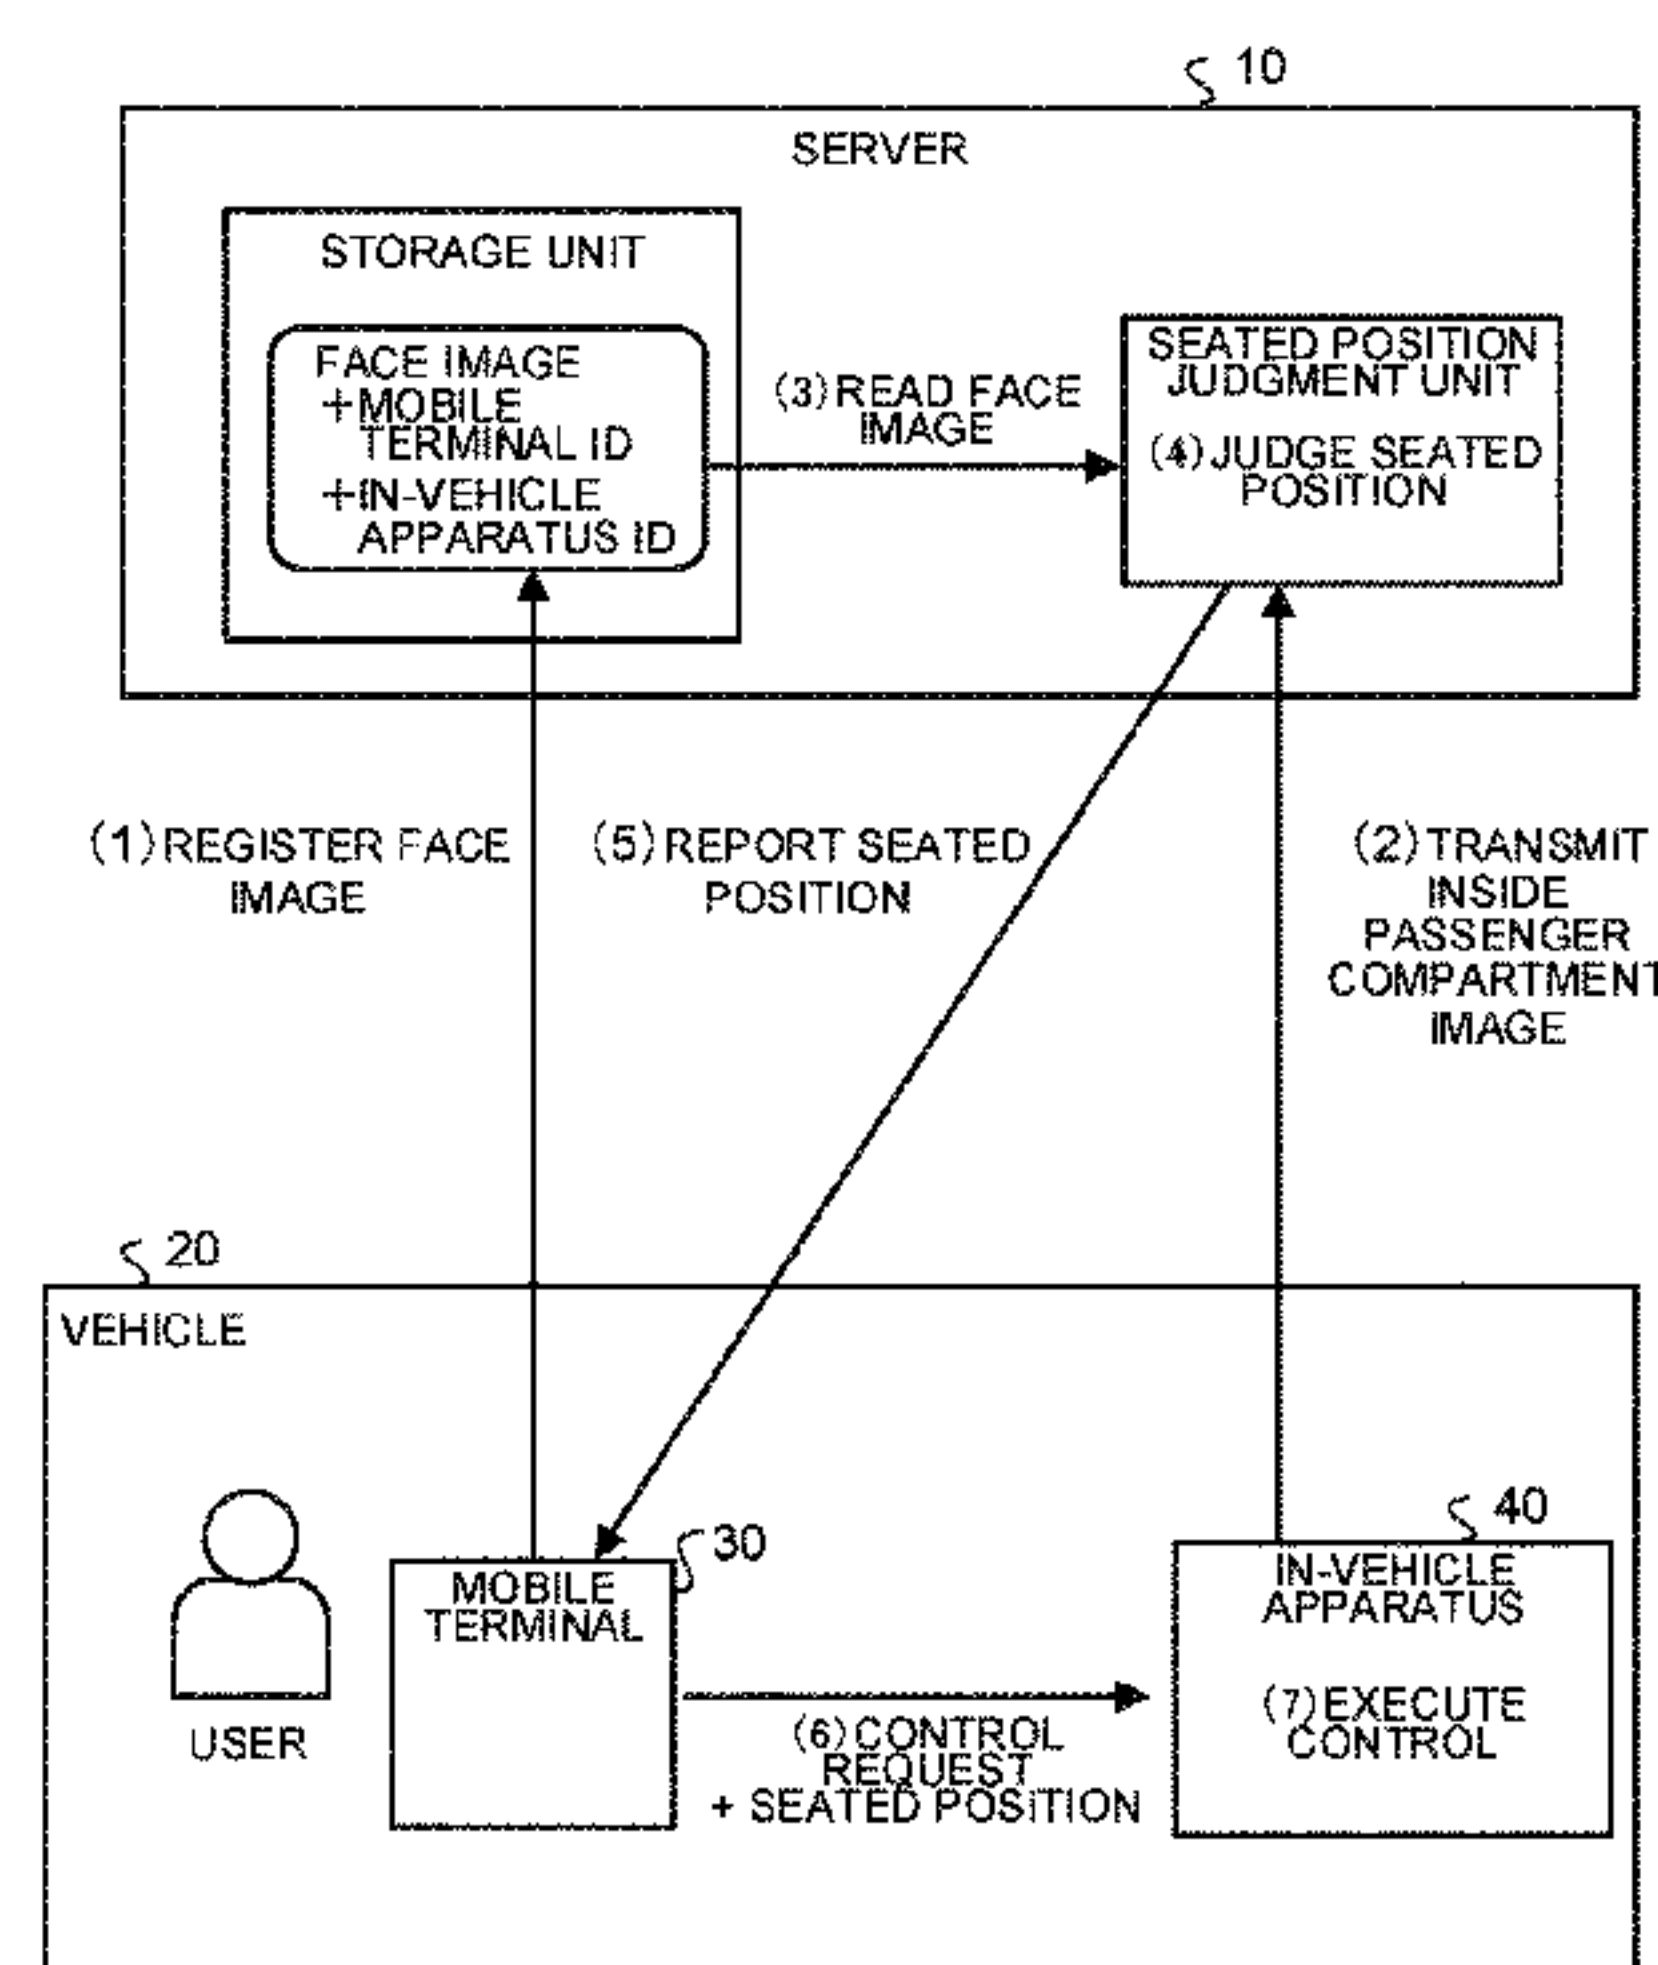 10
SERVER
STORAGE UNIT
FACE IMAGE
+MOBILE
TERMINAL ID
+IN-VEHICLE
APPARATUS ID
(3)READ FACE
IMAGE
SEATED POSITION
JUDGMENT UNIT
(4)JUDGE SEATED
POSITION
(1)REGISTER FACE
IMAGE
(5)REPORT SEATED
POSITION
(2)TRANSMIT
INSIDE
PASSENGER
COMPARTMENT
IMAGE
20
VEHICLE
USER
30
MOBILE
TERMINAL
(6)CONTROL
REQUEST
+ SEATED POSITION
40
IN-VEHICLE
APPARATUS
(7)EXECUTE
CONTROL